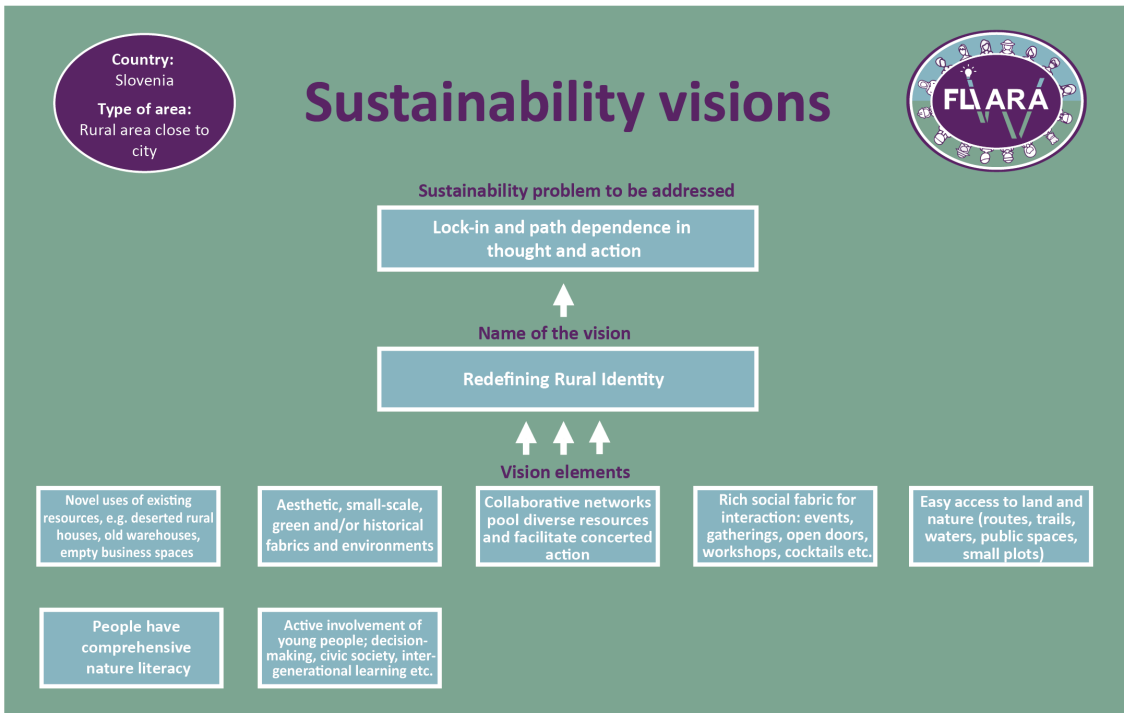 Country:
Slovenia
Type of area:
Rural area close to
city
Sustainability visions
FLIARA
Sustainability problem to be addressed
Lock-in and path dependence in
thought and action
Name of the vision
Redefining Rural Identity
Vision elements
Novel uses of existing
resources, e.g. deserted rural
houses, old warehouses,
empty business spaces
Aesthetic, small-scale,
green and/or historical
fabrics and environments
Collaborative networks
pool diverse resources
and facilitate concerted
action
Rich social fabric for
interaction: events,
gatherings, open doors,
workshops, cocktails etc.
Easy access to land and
nature (routes, trails,
waters, public spaces,
small plots)
People have
comprehensive
nature literacy
Active involvement of
young people; decision-
making, civic society, inter-
generational learning etc.